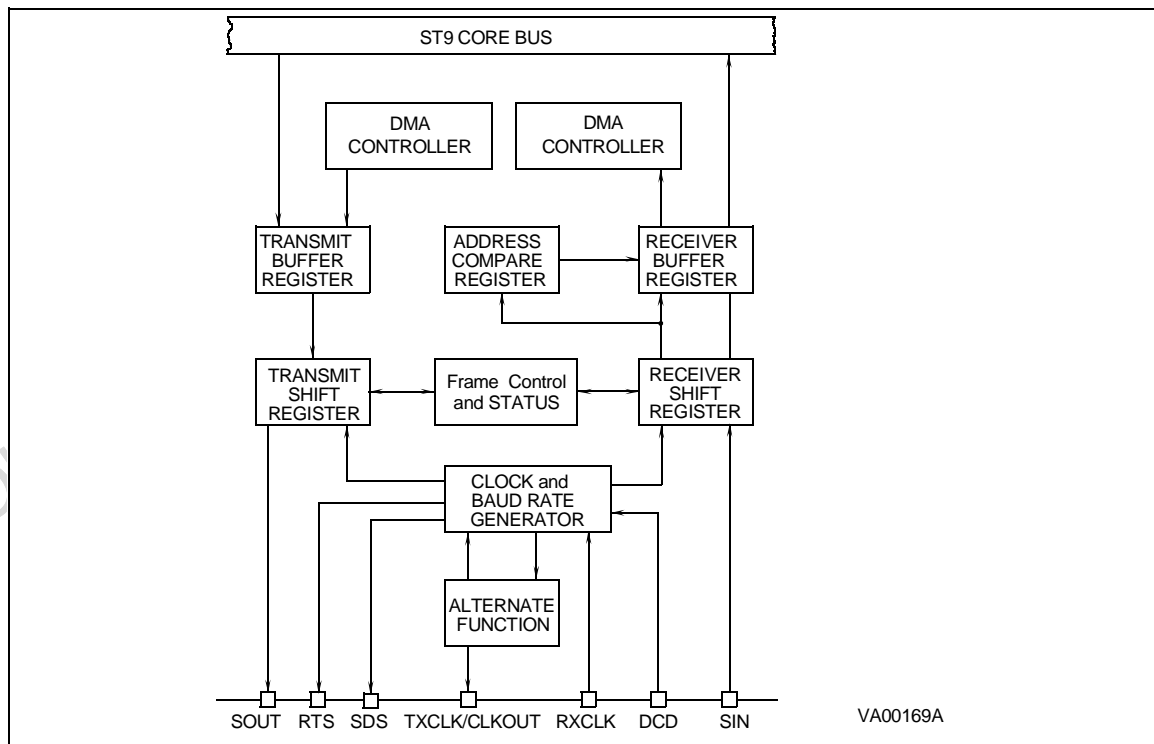 ST9 CORE BUS
DMA
CONTROLLER
DMA
CONTROLLER
TRANSMIT
BUFFER
REGISTER
ADDRESS
COMPARE
REGISTER
RECEIVER
BUFFER
REGISTER
TRANSMIT
SHIFT
REGISTER
Frame Control
and STATUS
RECEIVER
SHIFT
REGISTER
CLOCK and
BAUD RATE
GENERATOR
ALTERNATE
FUNCTION
SOUT RTS SDS TXCLK/CLKOUT RXCLK DCD SIN
VA00169A